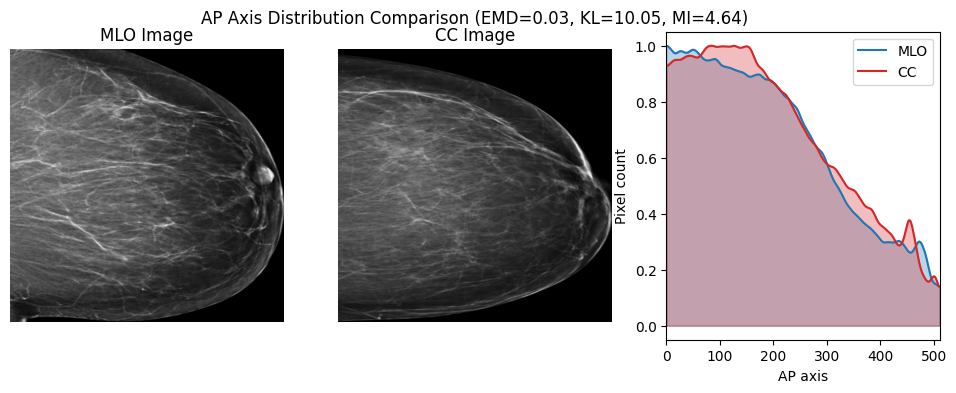 AP Axis Distribution Comparison (EMD=0.03, KL=10.05, MI=4.64)
MLO Image
CC Image
MLO
CC
1.0
0.8
0.6
0.4
0.2
0.0
Pixel count
0 100 200 300 400 500
AP axis